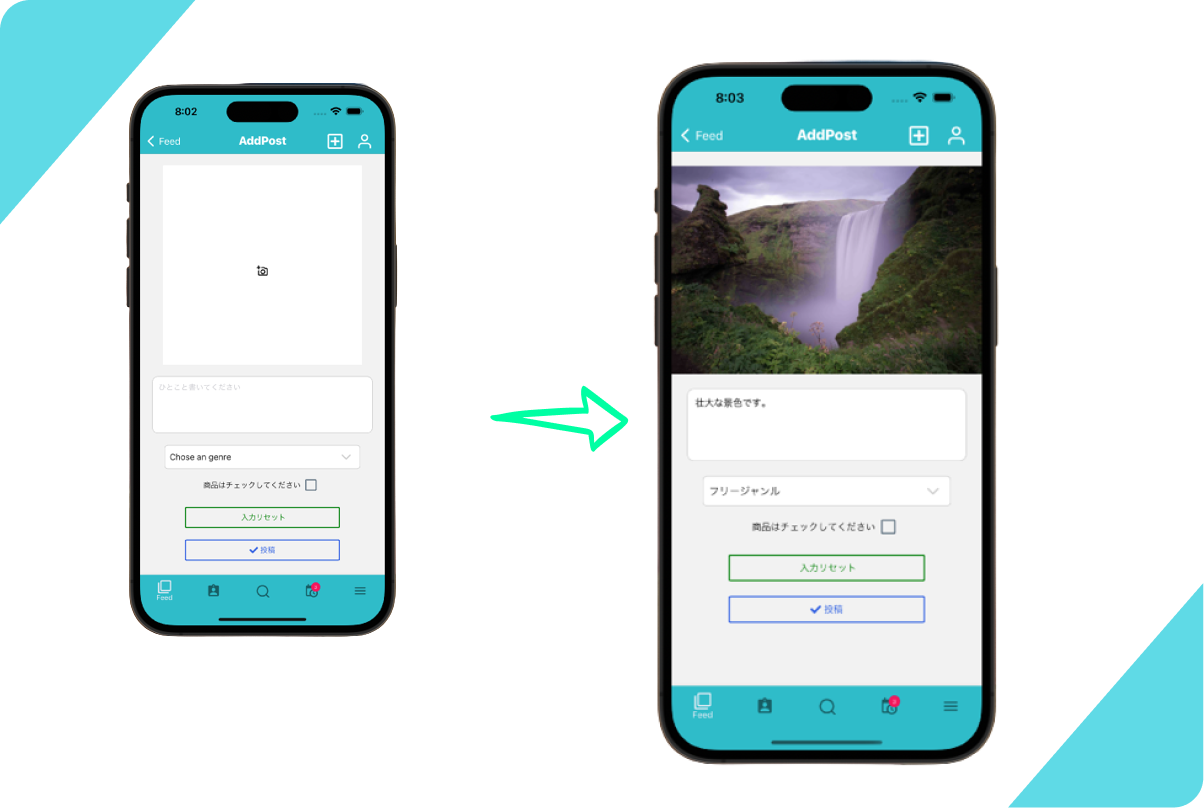 8:02
Feed
AddPost
ひとこと書いてください
Chose an genre
商品はチェックしてください
入力リセット
投稿
Feed
8:03
Feed
AddPost
壮大な景色です。
フリージャンル
商品はチェックしてください
入力リセット
投稿
Feed